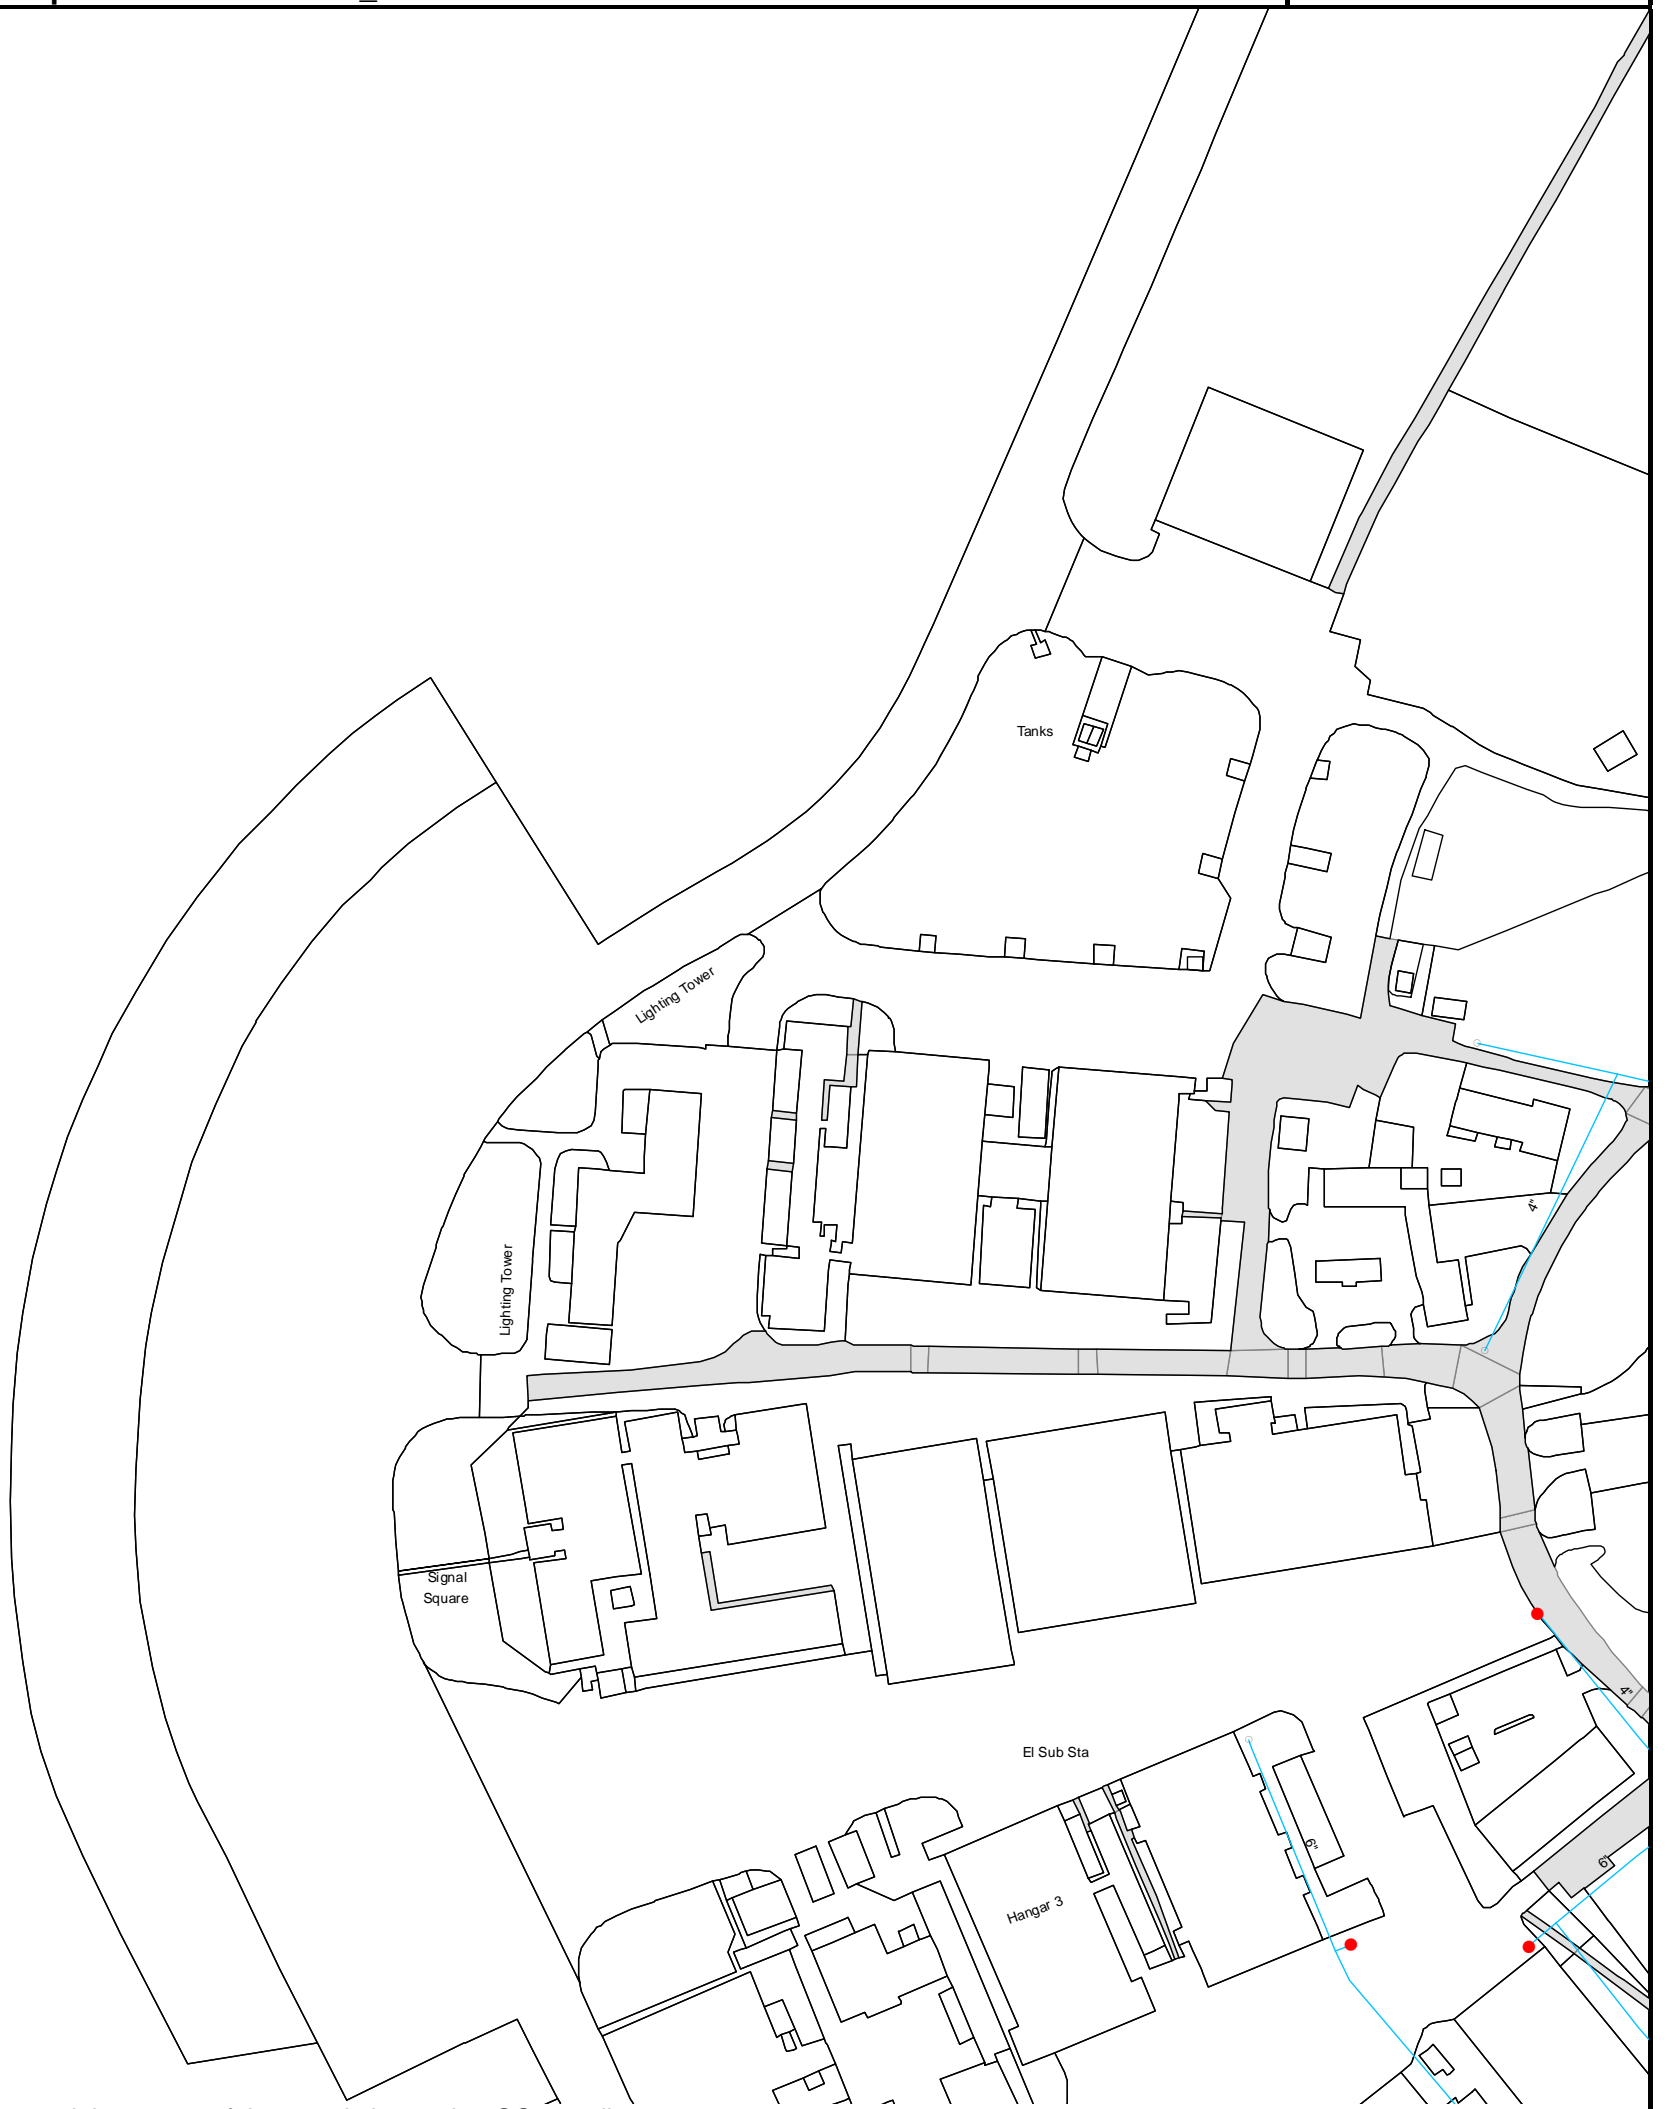 Tanks
Lighting Tower
4"
Lighting Tower
Signal
Square
4"
El Sub Sta
6"
6"
Hangar 3